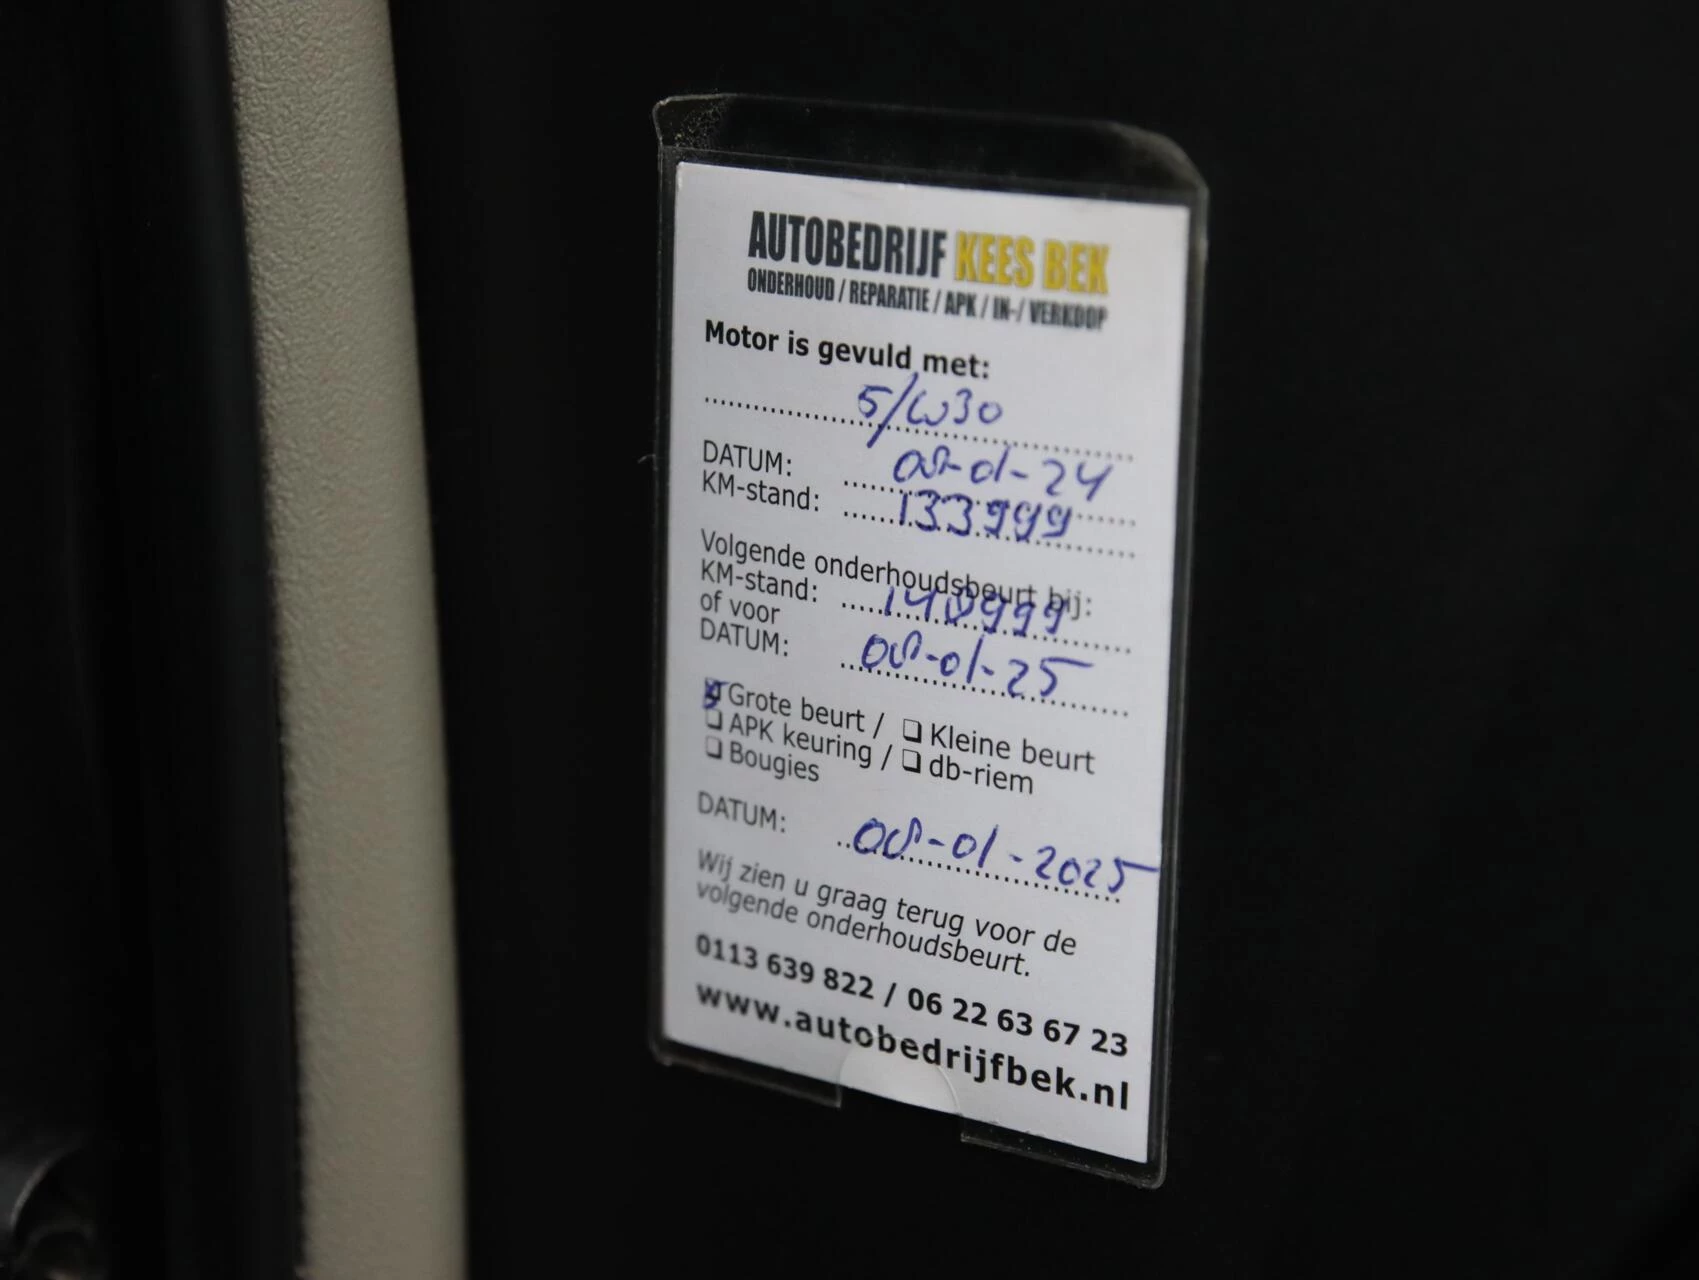 AUTOBEDRIJF KEES BEK
ONDERHOUD / REPARATIE / APK / IN-/ VERKOOP
Motor is gevuld met:
5/W30
DATUM: 08-01-24
KM-stand: 133999
Volgende onderhoudsbeurt bij:
KM-stand: 140999
of voor
DATUM: 08-01-25
Grote beurt / ❑ Kleine beurt
❑ APK keuring / ❑ db-riem
❑ Bougies
DATUM: 08-01-2025
Wij zien u graag terug voor de
volgende onderhoudsbeurt.
0113 639 822 / 06 22 63 67 23
www.autobedrijfbek.nl